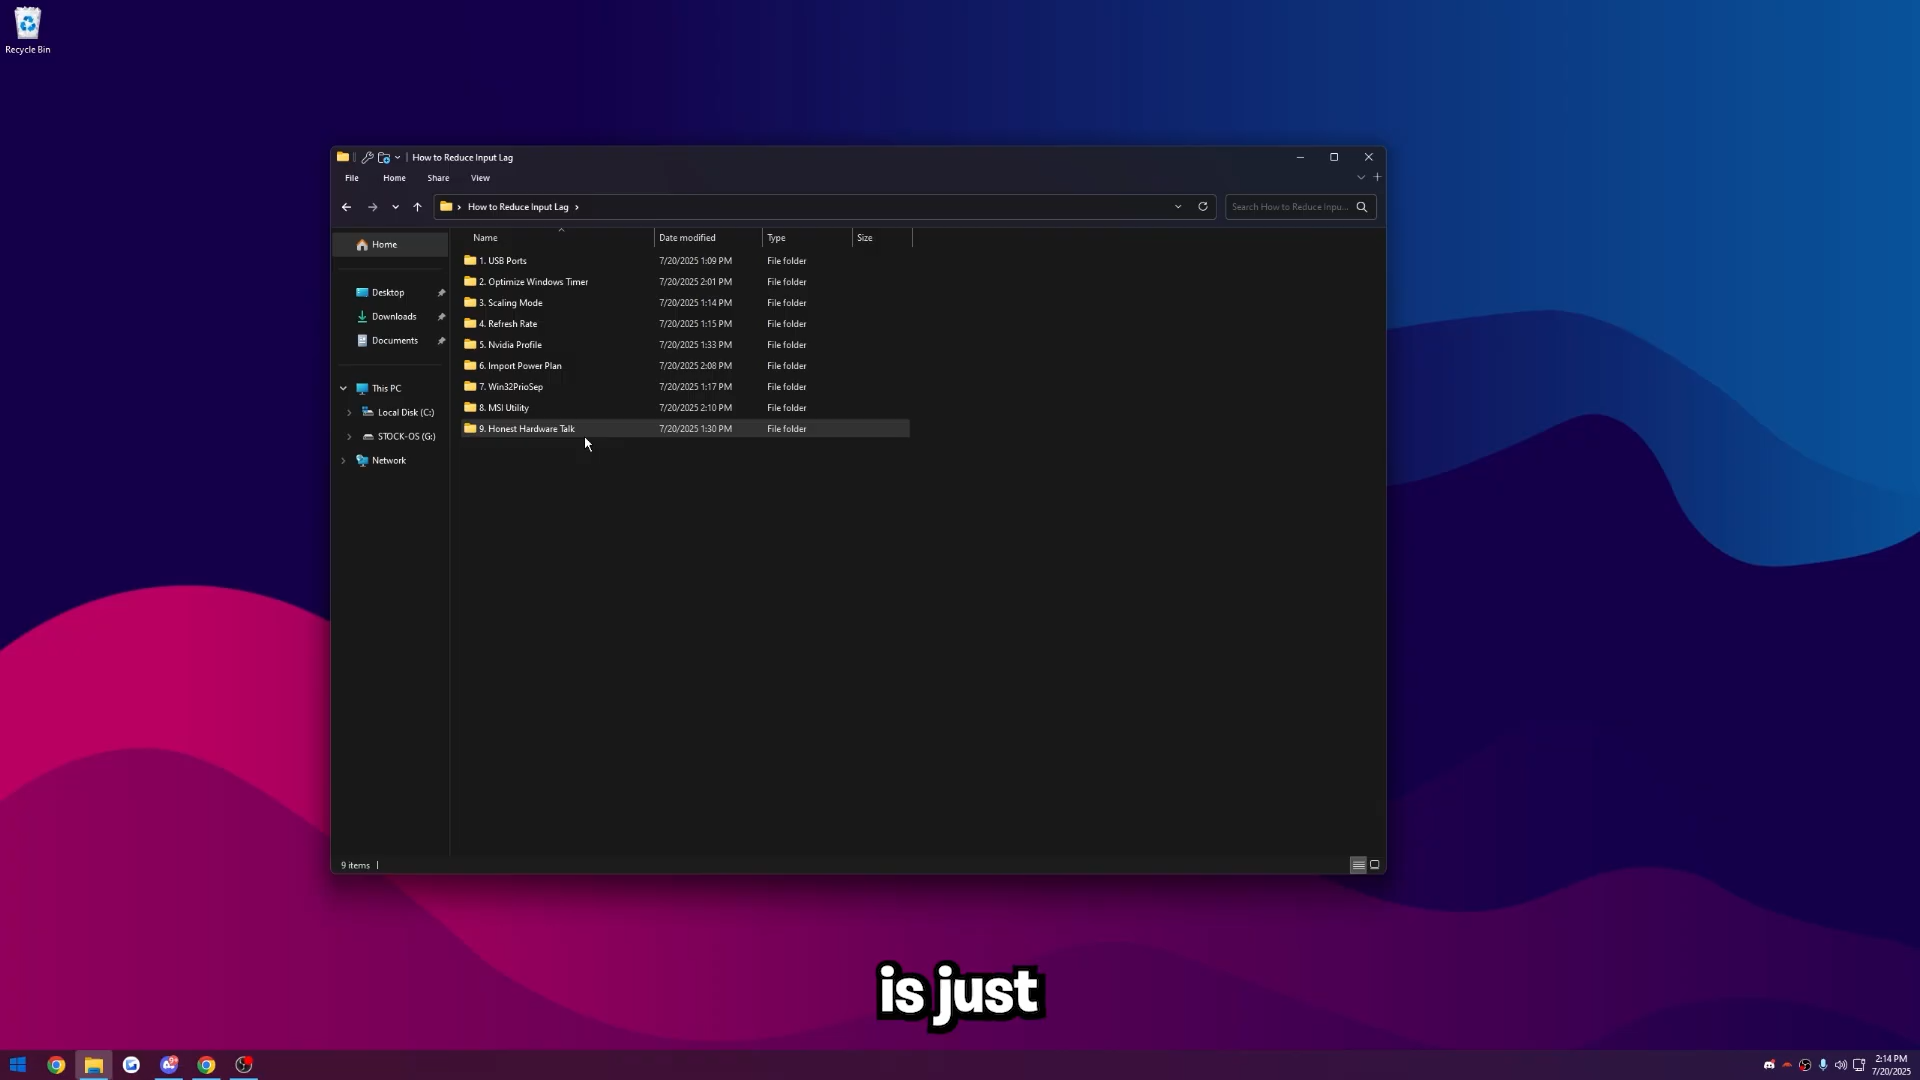 Recycle Bin
How to Reduce Input Lag
File Home Share View
How to Reduce Input Lag
Search How to Reduce Inpu...
Name Date modified Type Size
Home
Desktop
Downloads
Documents
This PC
Local Disk (C:)
STOCK-OS (G:)
Network
1. USB Ports 7/20/2025 1:09 PM File folder
2. Optimize Windows Timer 7/20/2025 2:01 PM File folder
3. Scaling Mode 7/20/2025 1:14 PM File folder
4. Refresh Rate 7/20/2025 1:15 PM File folder
5. Nvidia Profile 7/20/2025 1:33 PM File folder
6. Import Power Plan 7/20/2025 2:08 PM File folder
7. Win32PrioSep 7/20/2025 1:17 PM File folder
8. MSI Utility 7/20/2025 2:10 PM File folder
9. Honest Hardware Talk 7/20/2025 1:30 PM File folder
9 items
is just
2:14 PM
7/20/2025